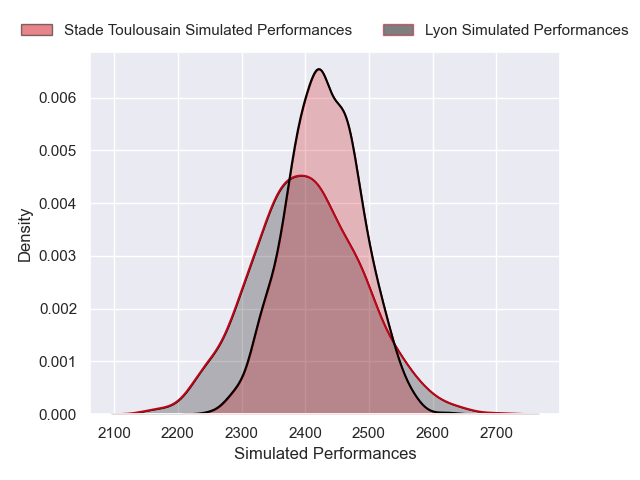 Stade Toulousain Simulated Performances
Lyon Simulated Performances
0.006
0.005
0.004
0.003
0.002
0.001
0.000
Density
2100 2200 2300 2400 2500 2600 2700
Simulated Performances